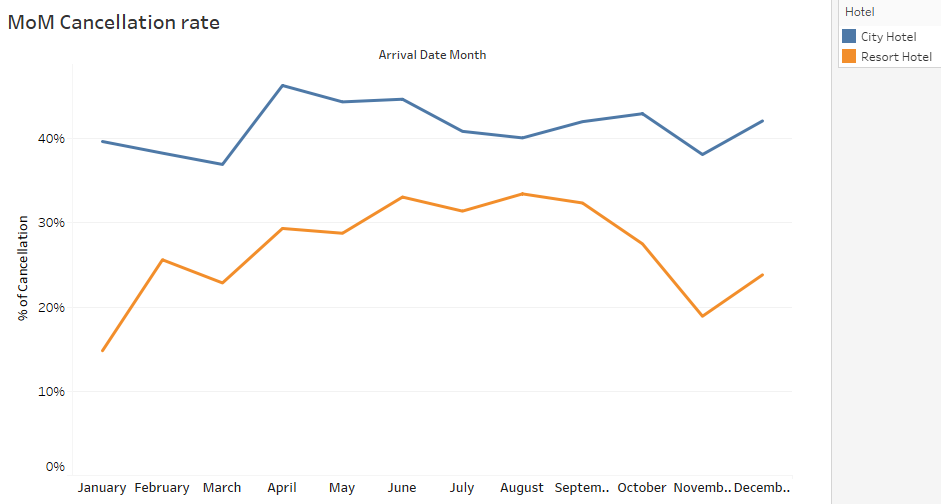 MoM Cancellation rate
Hotel
City Hotel
Resort Hotel
Arrival Date Month
% of Cancellation
40%
30%
20%
10%
0%
January February March April May June July August Septem.. October Novemb.. Decemb..